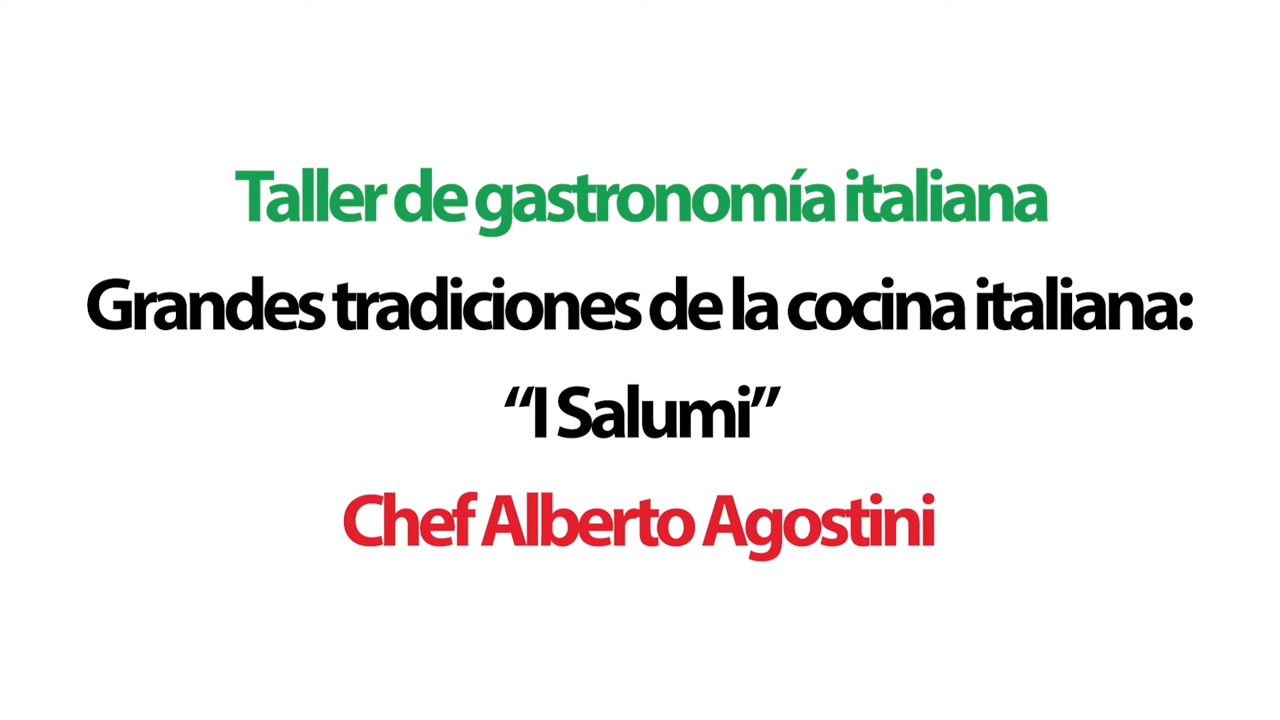 Taller de gastronomía italiana
Grandes tradiciones de la cocina italiana:
“I Salumi”
Chef Alberto Agostini